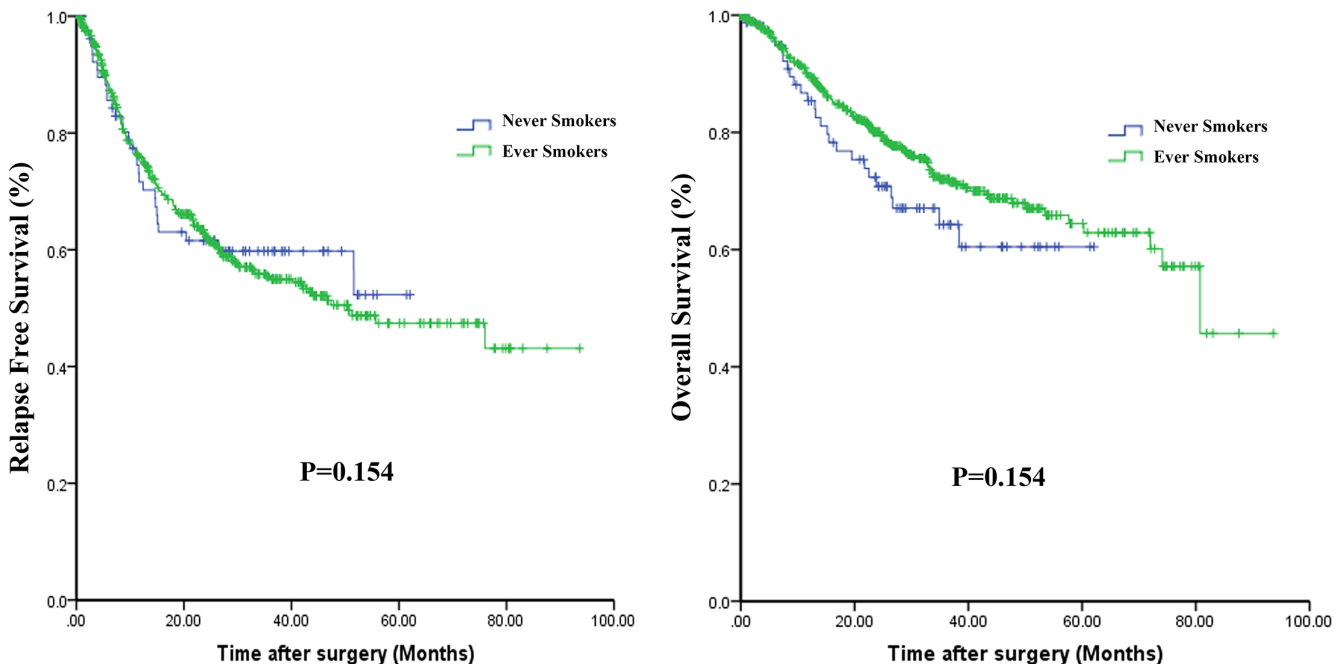 Relapse Free Survival (%)
1.0
0.8
0.6
0.4
0.2
0.0
Never Smokers
Ever Smokers
P=0.154
.00 20.00 40.00 60.00 80.00 100.00
Time after surgery (Months)
Overall Survival (%)
1.0
0.8
0.6
0.4
0.2
0.0
Never Smokers
Ever Smokers
P=0.154
.00 20.00 40.00 60.00 80.00 100.00
Time after surgery (Months)